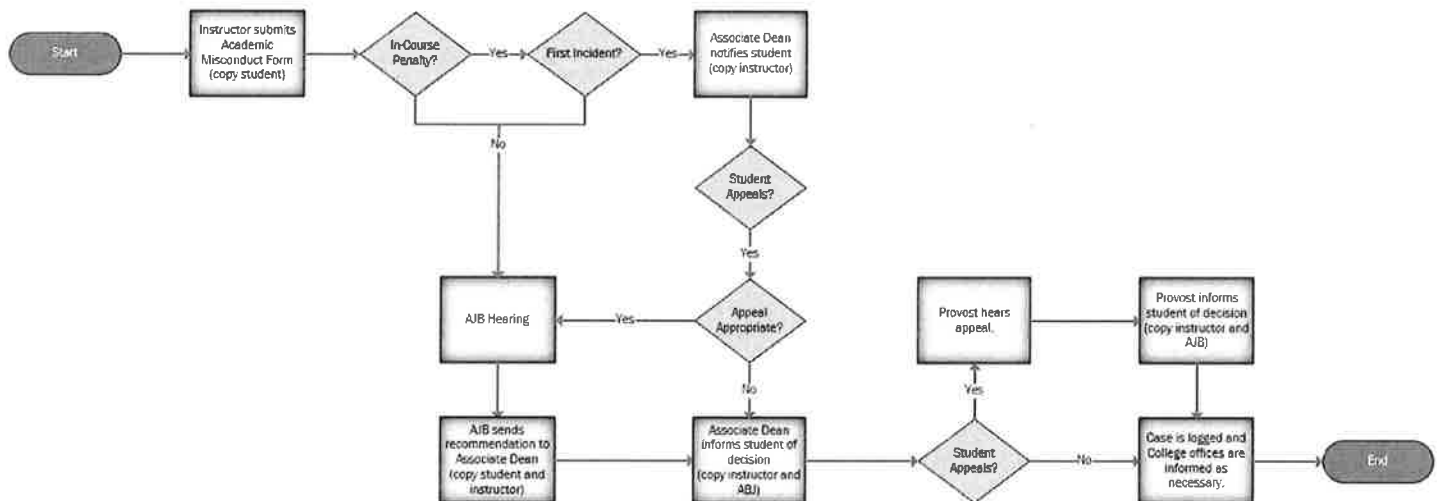 Start
Instructor submits
Academic
Misconduct Form
(copy student)
In-Course
Penalty?
Yes
First Incident?
Yes
Associate Dean
notifies student
(copy instructor)
No
Student
Appeals?
Yes
AJB Hearing
Yes
Appeal
Appropriate?
No
Provost hears
appeal.
Provost informs
student of decision
(copy instructor and
AJB)
Yes
AJB sends
recommendation to
Associate Dean
(copy student and
instructor)
Associate Dean
informs student of
decision
(copy instructor and
ABJ)
Student
Appeals?
No
Case is logged and
College offices are
informed as
necessary.
End